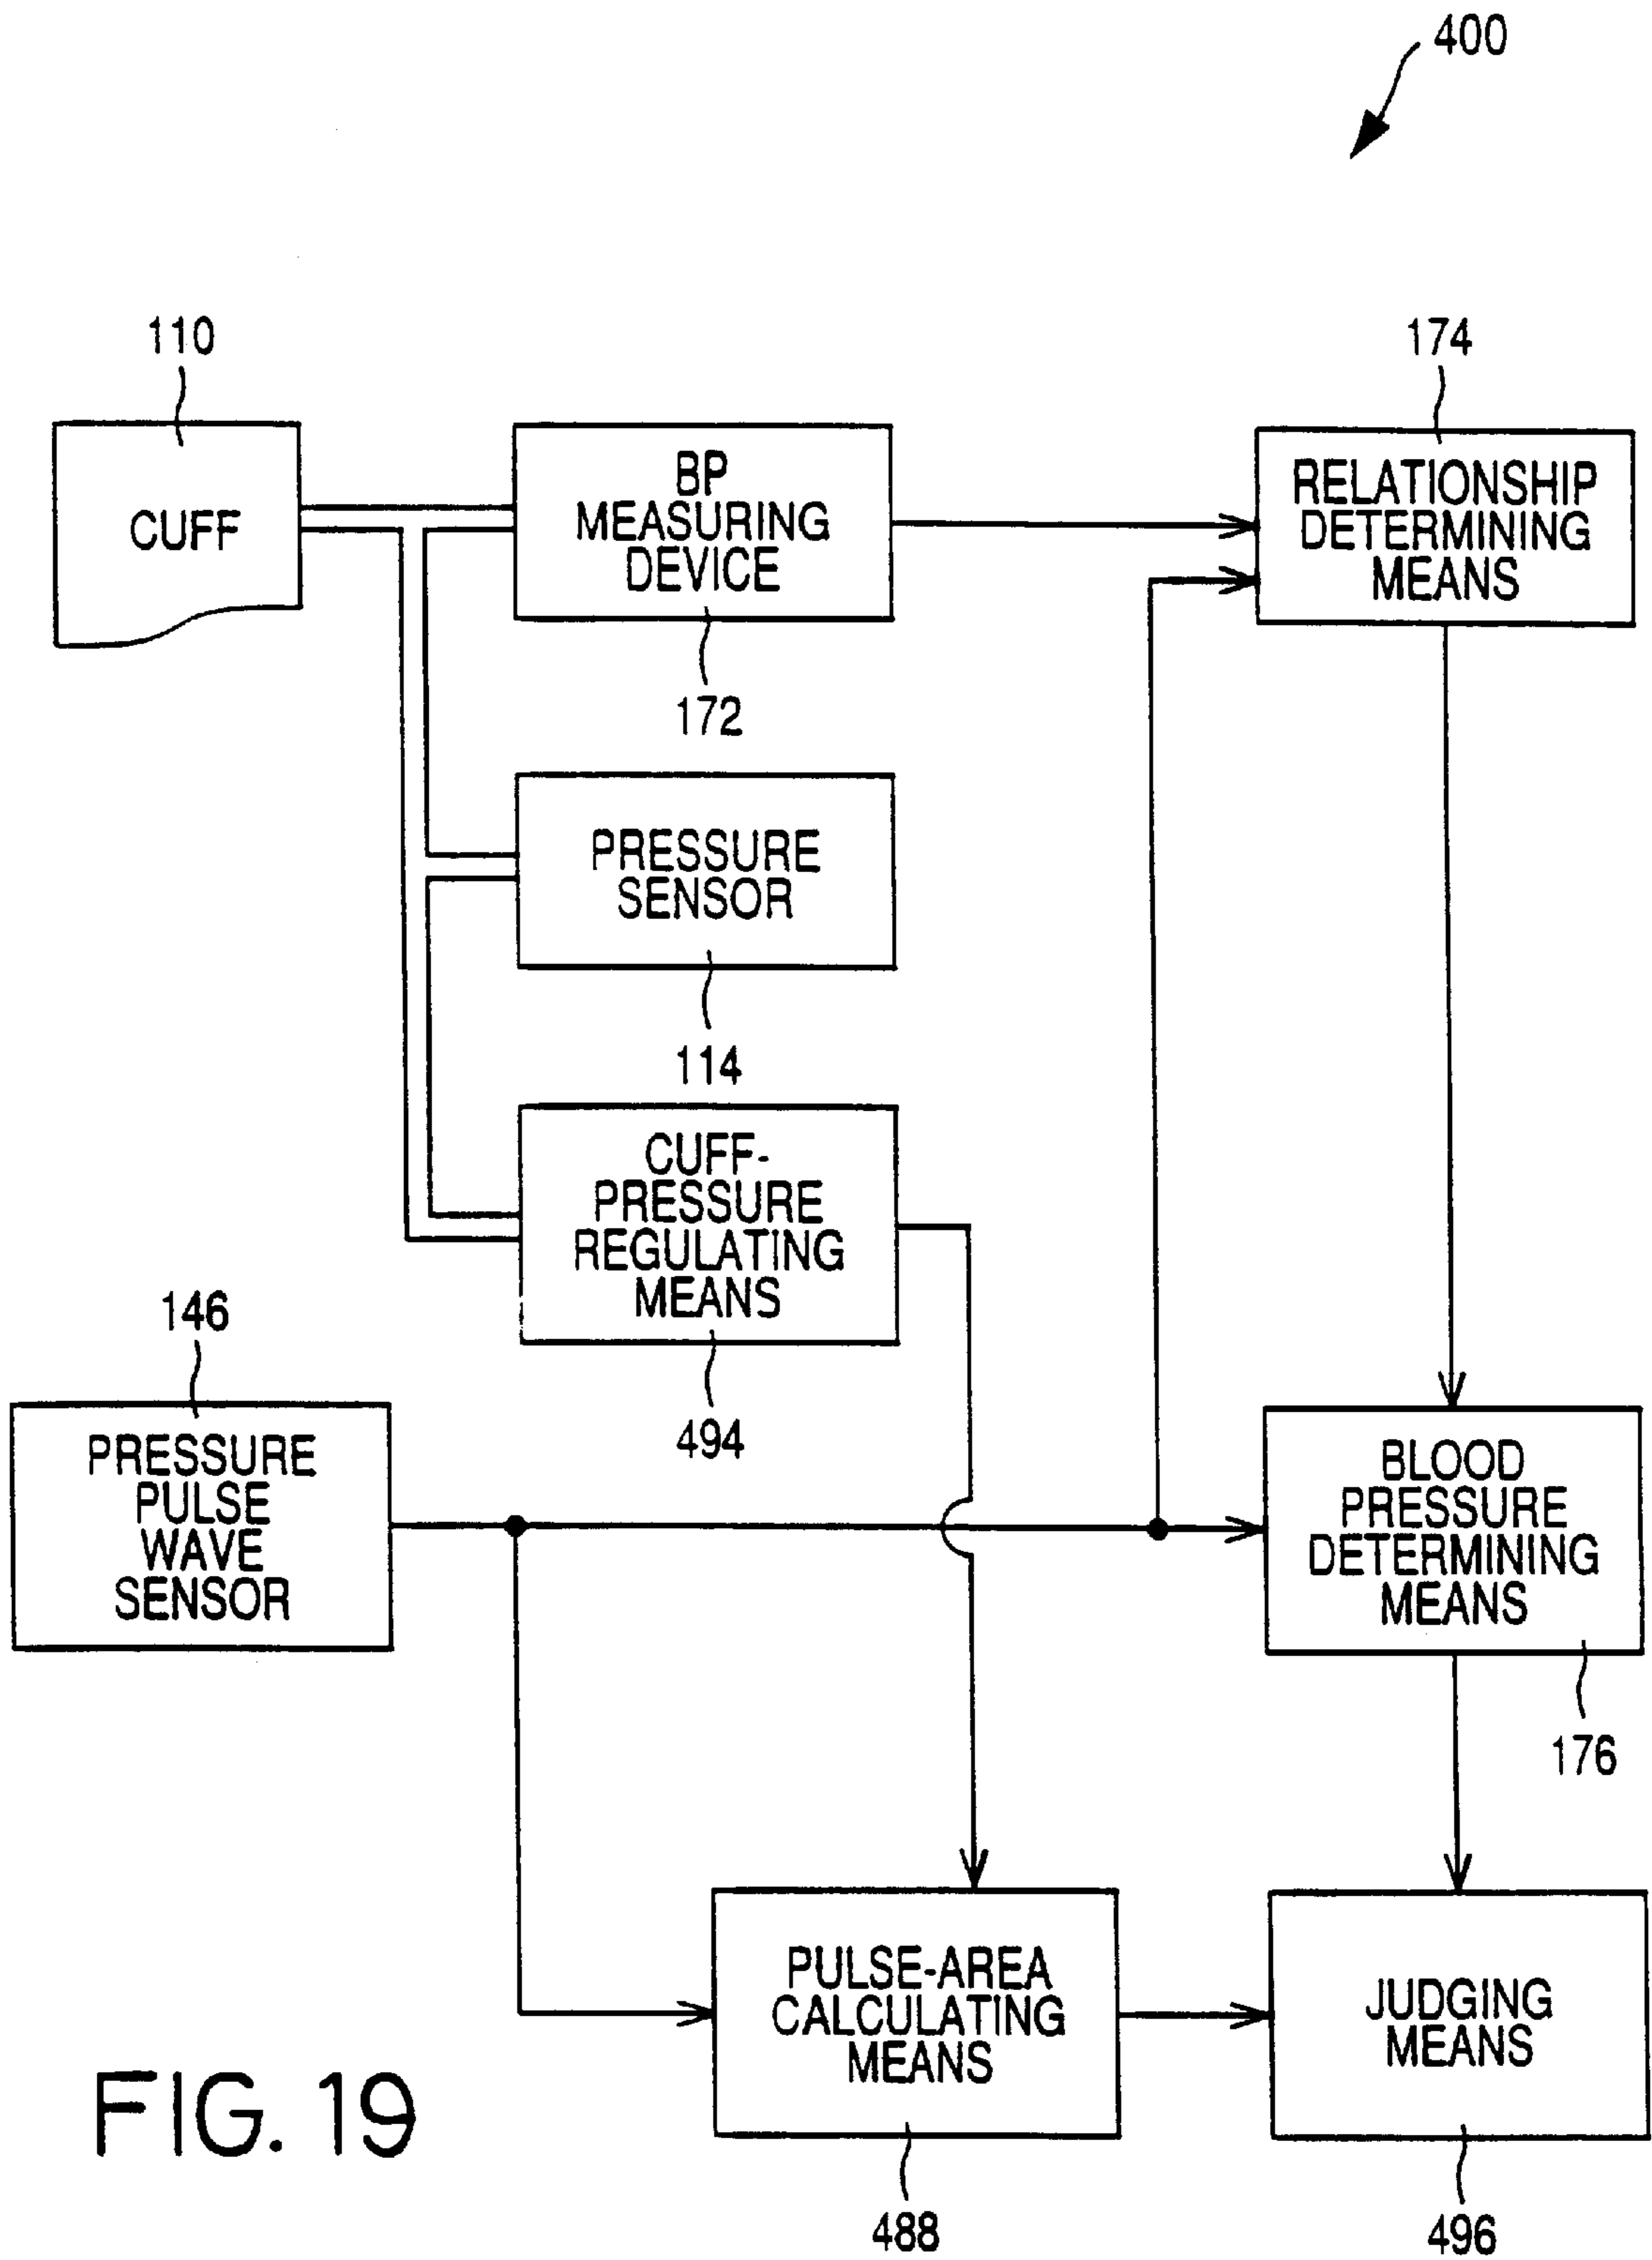 400
110
CUFF
BP
MEASURING
DEVICE
172
174
RELATIONSHIP
DETERMINING
MEANS
PRESSURE
SENSOR
114
CUFF-
PRESSURE
REGULATING
MEANS
494
146
PRESSURE
PULSE
WAVE
SENSOR
BLOOD
PRESSURE
DETERMINING
MEANS
176
PULSE-AREA
CALCULATING
MEANS
488
JUDGING
MEANS
496
FIG. 19